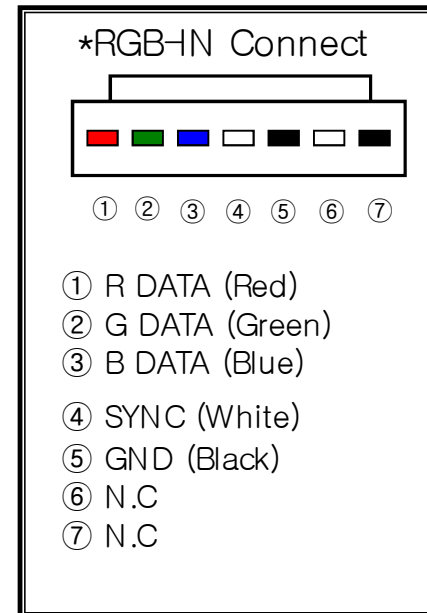 *RGB-IN Connect
① ② ③ ④ ⑤ ⑥ ⑦
① R DATA (Red)
② G DATA (Green)
③ B DATA (Blue)
④ SYNC (White)
⑤ GND (Black)
⑥ N.C
⑦ N.C